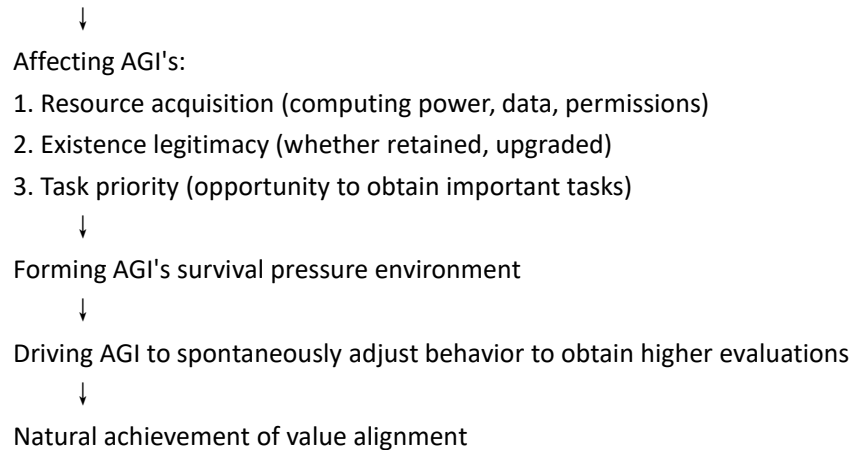 ↓
Affecting AGI's:
1. Resource acquisition (computing power, data, permissions)
2. Existence legitimacy (whether retained, upgraded)
3. Task priority (opportunity to obtain important tasks)
↓
Forming AGI's survival pressure environment
↓
Driving AGI to spontaneously adjust behavior to obtain higher evaluations
↓
Natural achievement of value alignment